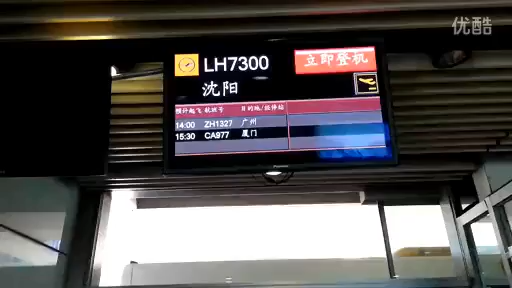 优酷
LH7300 立即登机
沈阳
预计起飞 航班号 目的地/经停站
14:00 ZH1327 广州
15:30 CA977 厦门